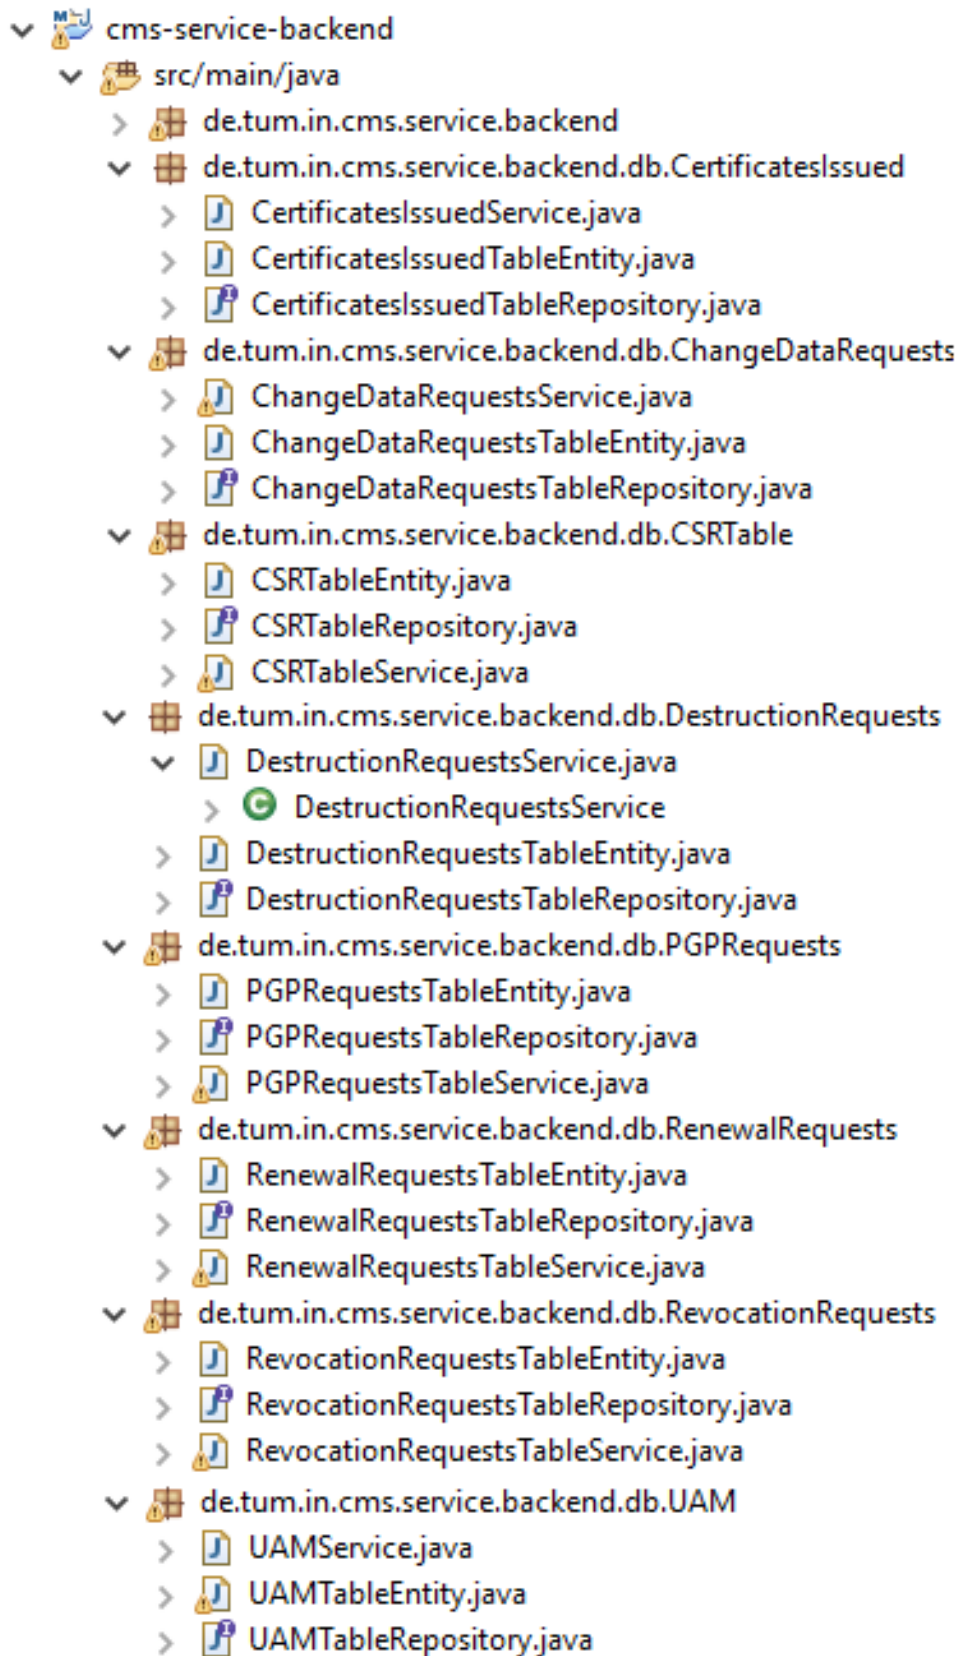 cms-service-backend
src/main/java
de.tum.in.cms.service.backend
de.tum.in.cms.service.backend.db.CertificatesIssued
CertificatesIssuedService.java
CertificatesIssuedTableEntity.java
CertificatesIssuedTableRepository.java
de.tum.in.cms.service.backend.db.ChangeDataRequests
ChangeDataRequestsService.java
ChangeDataRequestsTableEntity.java
ChangeDataRequestsTableRepository.java
de.tum.in.cms.service.backend.db.CSRTable
CSRTableEntity.java
CSRTableRepository.java
CSRTableService.java
de.tum.in.cms.service.backend.db.DestructionRequests
DestructionRequestsService.java
DestructionRequestsService
DestructionRequestsTableEntity.java
DestructionRequestsTableRepository.java
de.tum.in.cms.service.backend.db.PGPRequests
PGPRequestsTableEntity.java
PGPRequestsTableRepository.java
PGPRequestsTableService.java
de.tum.in.cms.service.backend.db.RenewalRequests
RenewalRequestsTableEntity.java
RenewalRequestsTableRepository.java
RenewalRequestsTableService.java
de.tum.in.cms.service.backend.db.RevocationRequests
RevocationRequestsTableEntity.java
RevocationRequestsTableRepository.java
RevocationRequestsTableService.java
de.tum.in.cms.service.backend.db.UAM
UAMService.java
UAMTableEntity.java
UAMTableRepository.java